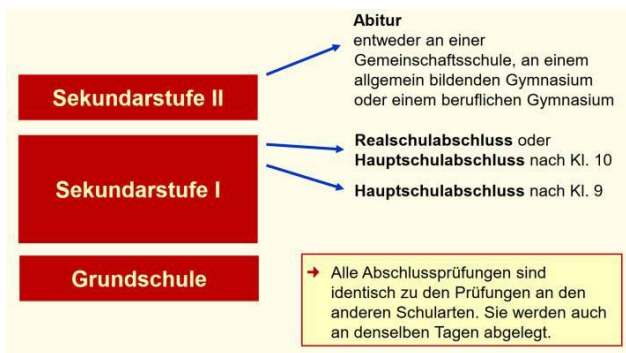 Abitur
entweder an einer
Gemeinschaftsschule, an einem
allgemein bildenden Gymnasium
oder einem beruflichen Gymnasium
Sekundarstufe II
Realschulabschluss oder
Hauptschulabschluss nach Kl. 10
Sekundarstufe I
Hauptschulabschluss nach Kl. 9
Grundschule
Alle Abschlussprüfungen sind
identisch zu den Prüfungen an den
anderen Schularten. Sie werden auch
an denselben Tagen abgelegt.